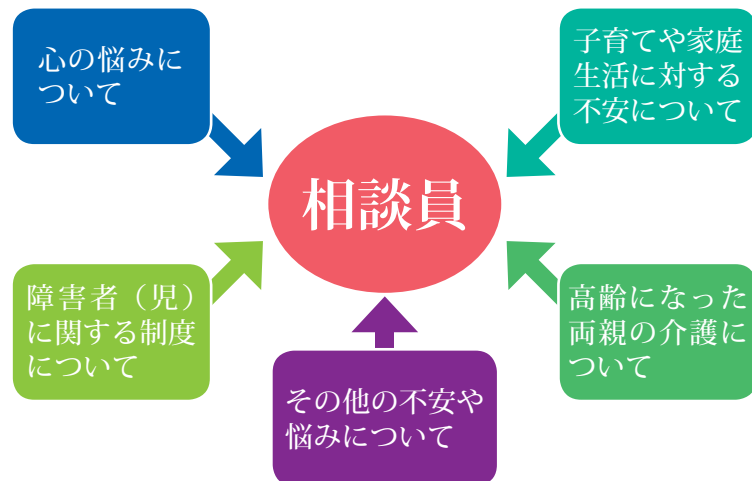 心の悩みに
ついて
子育てや家庭
生活に対する
不安について
相談員
障害者（児）
に関する制度
について
高齢になった
両親の介護に
ついて
その他の不安や
悩みについて